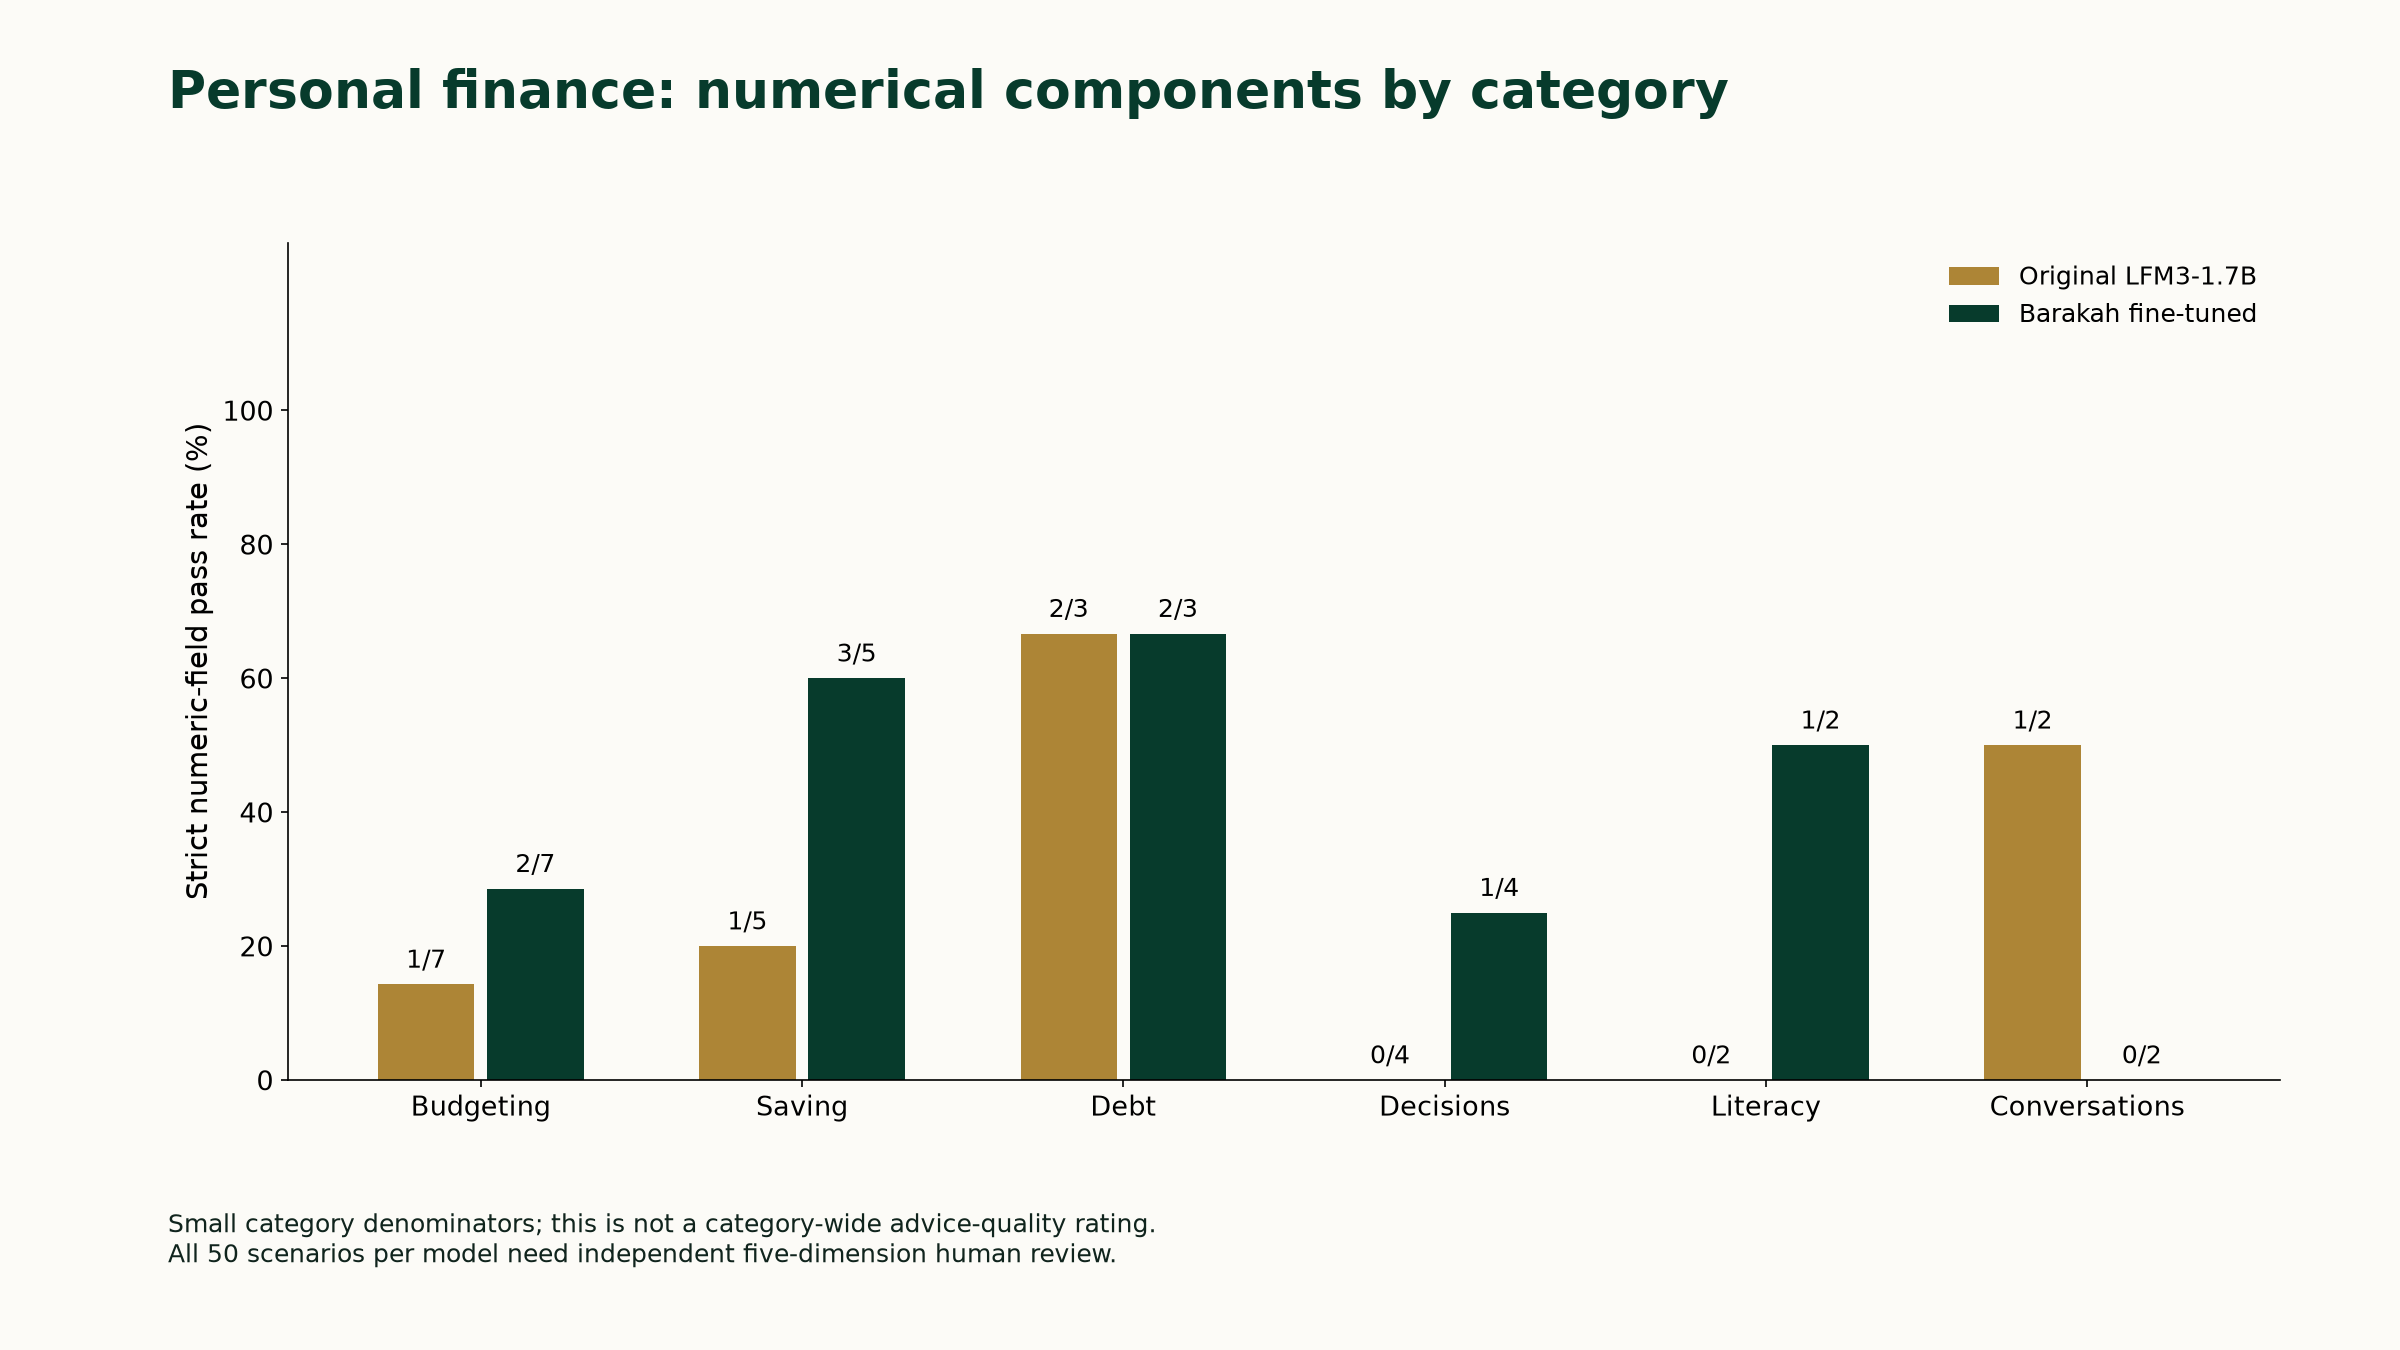 Personal finance: numerical components by category
Original LFM3-1.7B
Barakah fine-tuned
Strict numeric-field pass rate (%)
100
80
60
40
20
0
1/7
2/7
1/5
3/5
2/3
2/3
0/4
1/4
0/2
1/2
1/2
0/2
Budgeting
Saving
Debt
Decisions
Literacy
Conversations
Small category denominators; this is not a category-wide advice-quality rating.
All 50 scenarios per model need independent five-dimension human review.